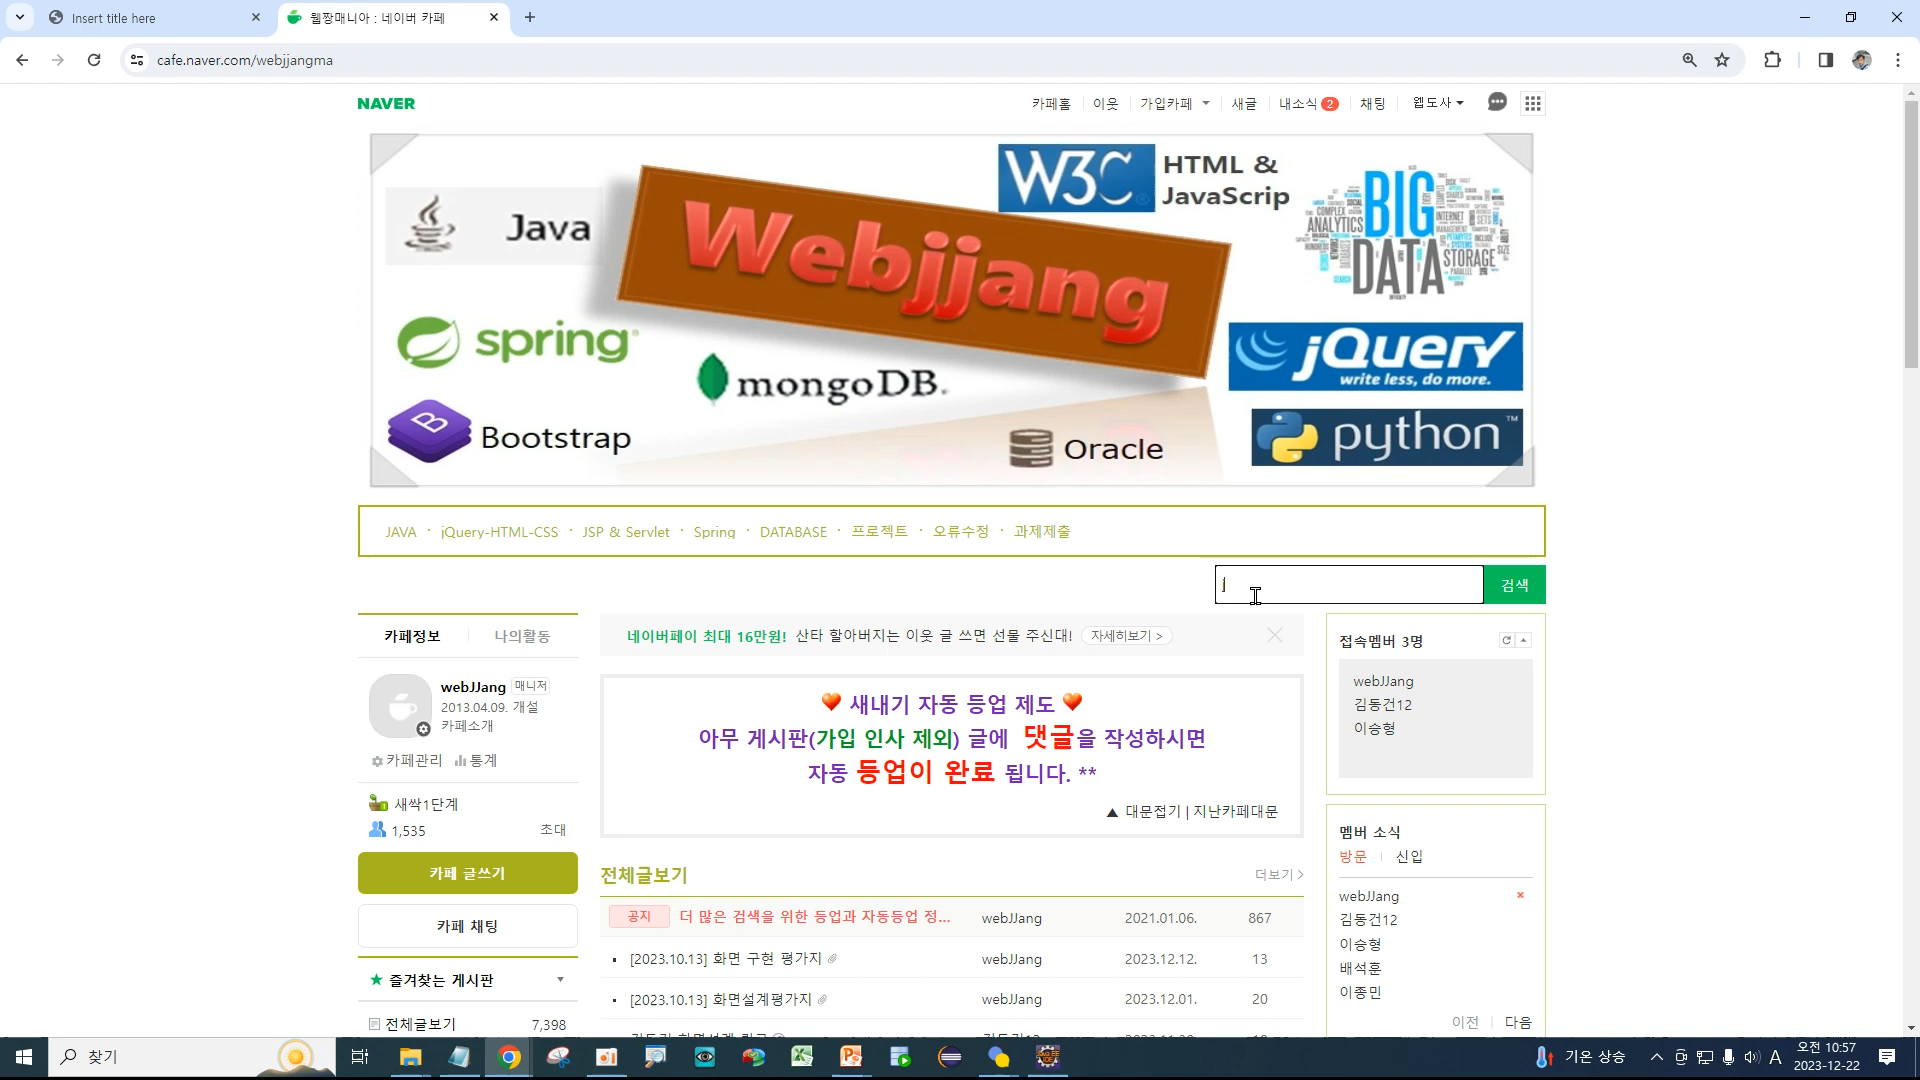 Insert title here
웹짱매니아 : 네이버 카페
cafe.naver.com/webjjangma
NAVER
카페홈 이웃 가입카페 새글 내소식 2 채팅 웹도사
Java
Webjjang
W3C
HTML &
JavaScrip
BIG
DATA
ANALYTICS
STORAGE
spring
mongoDB.
jQuery
write less, do more.
B
Bootstrap
Oracle
python
JAVA · jQuery-HTML-CSS · JSP & Servlet · Spring · DATABASE · 프로젝트 · 오류수정 · 과제제출
j
검색
카페정보 나의활동
webJJang 매니저
2013.04.09. 개설
카페소개
카페관리 통계
새싹1단계
1,535 초대
카페 글쓰기
카페 채팅
★ 즐겨찾는 게시판
전체글보기 7,398
네이버페이 최대 16만원! 산타 할아버지는 이웃 글 쓰면 선물 주신대! 자세히보기 >
새내기 자동 등업 제도
아무 게시판(가입 인사 제외) 글에 댓글을 작성하시면
자동 등업이 완료 됩니다. **
▲ 대문접기 | 지난카페대문
전체글보기 더보기 >
공지 더 많은 검색을 위한 등업과 자동등업 정... webJJang 2021.01.06. 867
[2023.10.13] 화면 구현 평가지 webJJang 2023.12.12. 13
[2023.10.13] 화면설계평가지 webJJang 2023.12.01. 20
접속멤버 3명
webJJang
김동건12
이승형
멤버 소식
방문 신입
webJJang
김동건12
이승형
배석훈
이종민
이전 다음
찾기
기온 상승
A
오전 10:57
2023-12-22